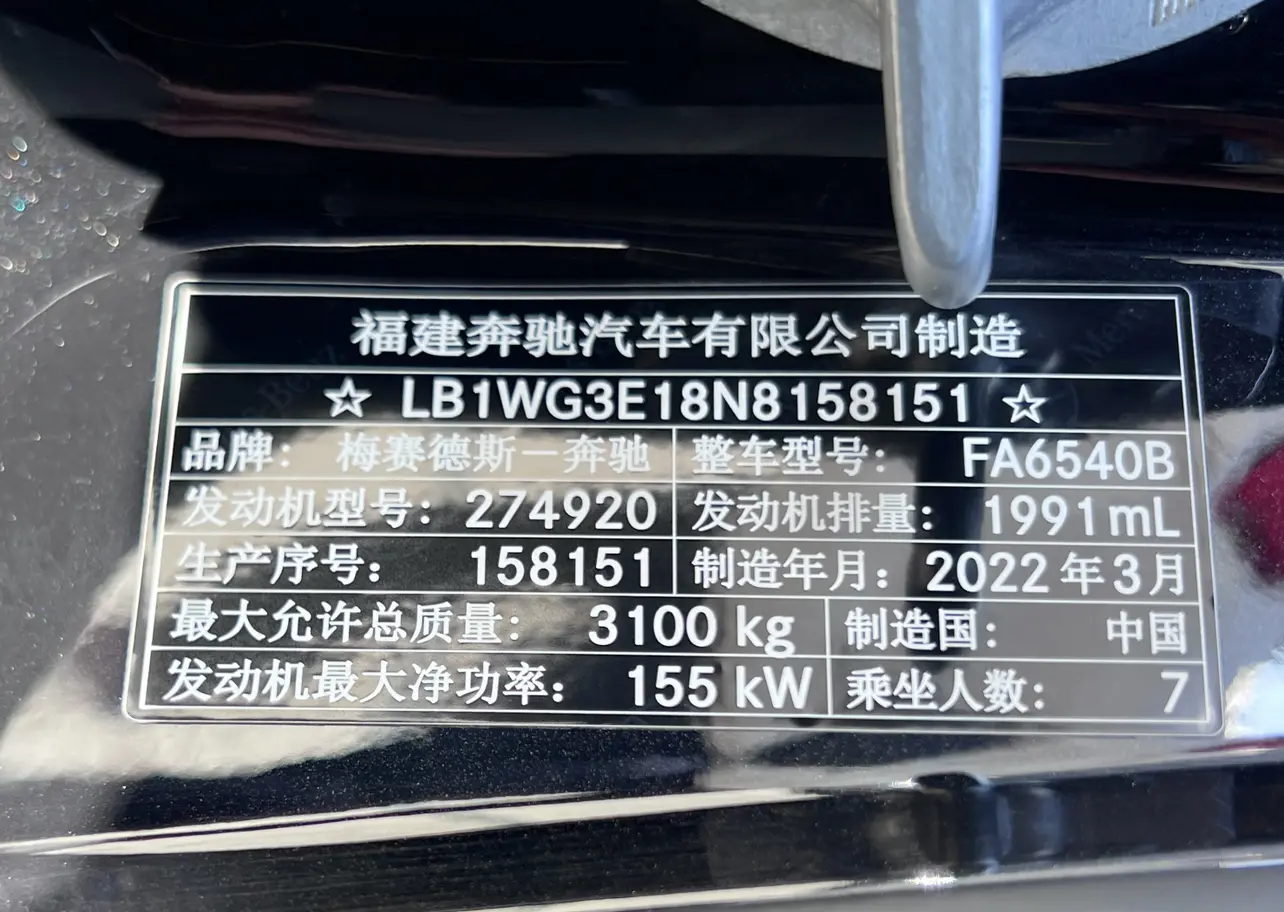 福建奔驰汽车有限公司制造
☆ LB1WG3E18N8158151 ☆
品牌: 梅赛德斯－奔驰 整车型号: FA6540B
发动机型号: 274920 发动机排量: 1991mL
生产序号: 158151 制造年月: 2022年3月
最大允许总质量: 3100 kg 制造国: 中国
发动机最大净功率: 155 kW 乘坐人数: 7